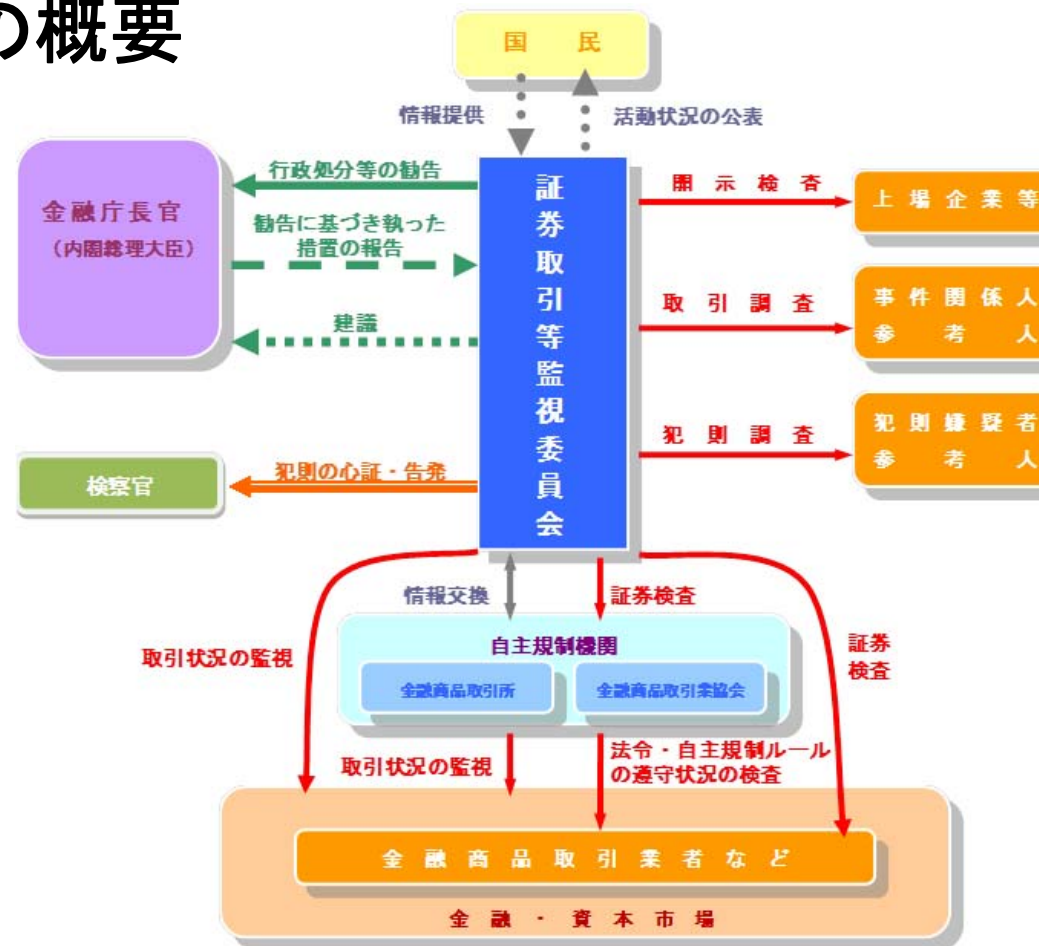 の概要
国 民
情報提供
活動状況の公表
金融庁長官
（内閣総理大臣）
行政処分等の勧告
勧告に基づき執った
措置の報告
建議
証券取引等監視委員会
開示検査
上場企業等
取引調査
事件関係人
参考人
犯則調査
犯則嫌疑者
参考人
検察官
犯則の心証・告発
情報交換
証券検査
取引状況の監視
自主規制機関
金融商品取引所
金融商品取引業協会
証券
検査
取引状況の監視
法令・自主規制ルール
の遵守状況の検査
金融商品取引業者など
金融・資本市場